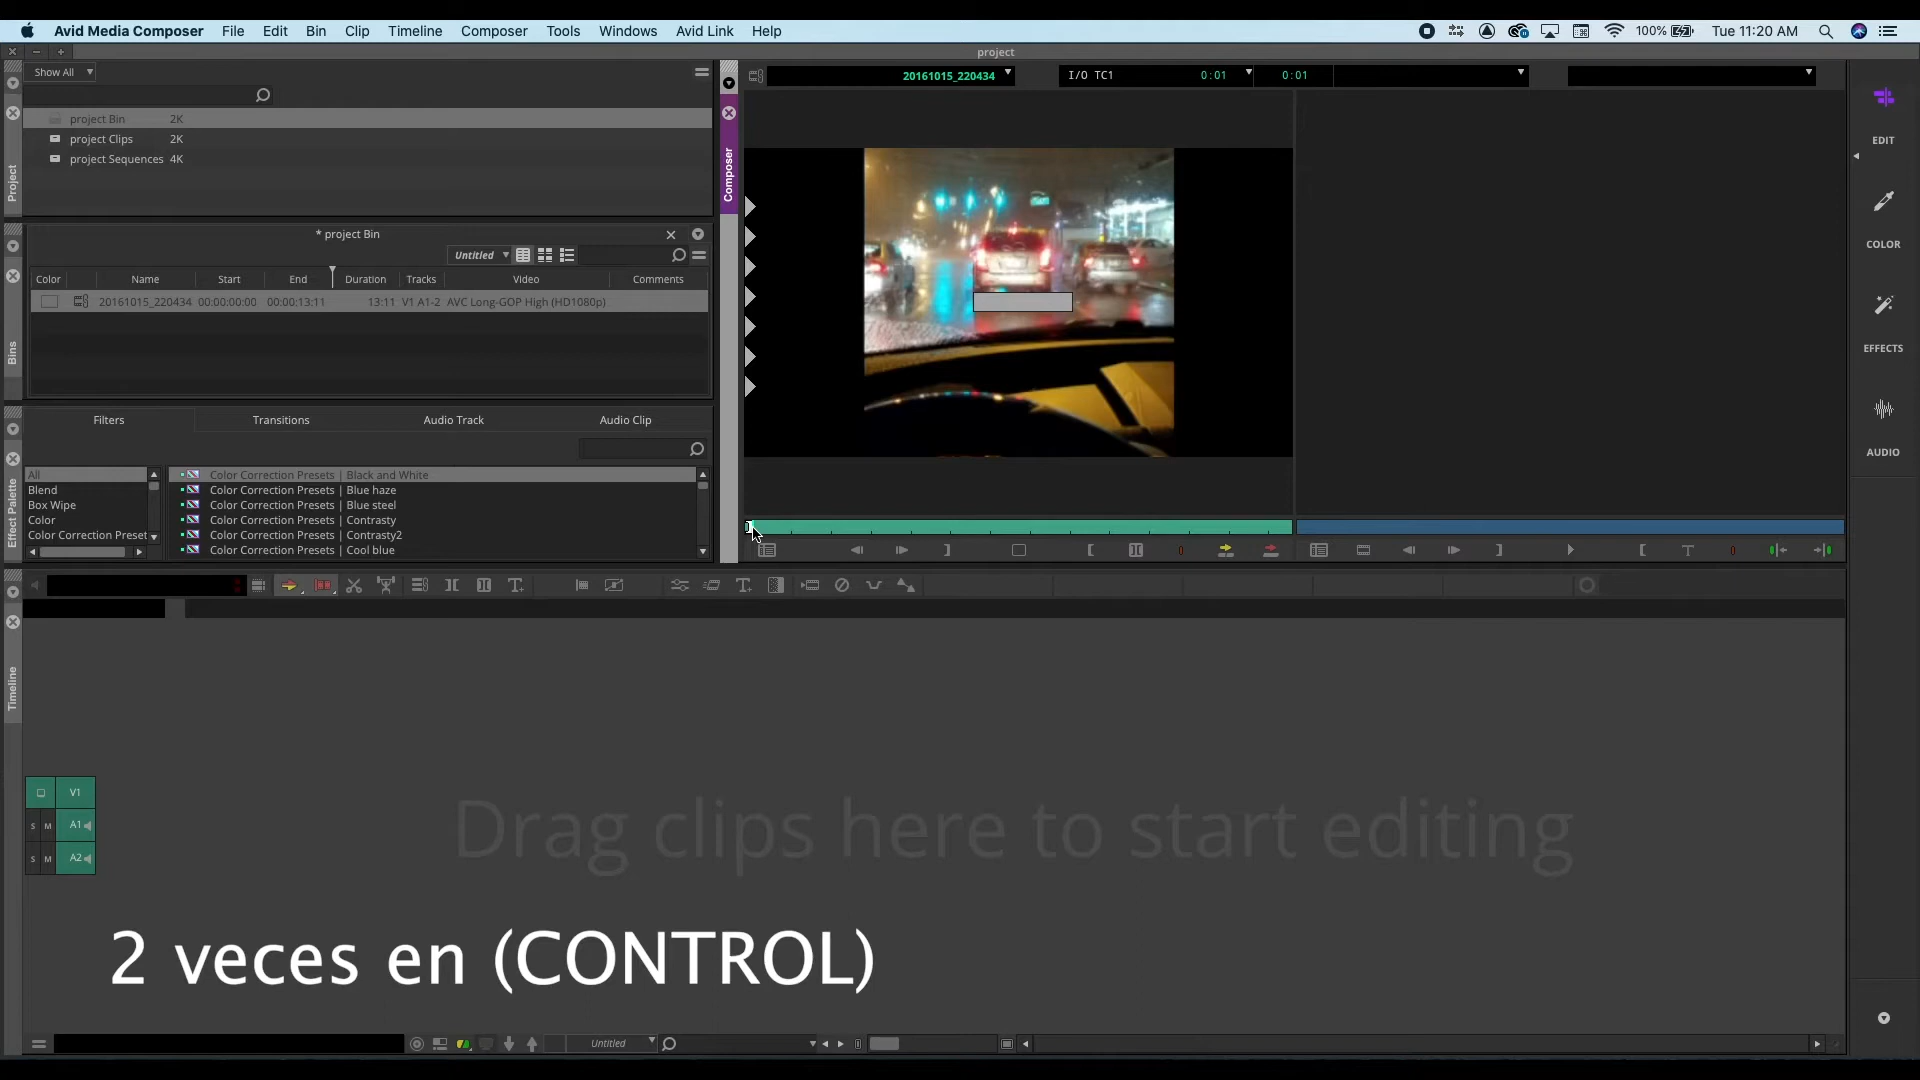 Avid Media Composer File Edit Bin Clip Timeline Composer Tools Windows Avid Link Help 100% Tue 11:20 AM
project
Show All
project Bin 2K
project Clips 2K
project Sequences 4K
Project
* project Bin
Untitled
Color Name Start End Duration Tracks Video Comments
20161015_220434 00:00:00:00 00:00:13:11 13:11 V1 A1-2 AVC Long-GOP High (HD1080p)
Bins
Filters Transitions Audio Track Audio Clip
All
Blend
Box Wipe
Color
Color Correction Preset
Color Correction Presets | Black and White
Color Correction Presets | Blue haze
Color Correction Presets | Blue steel
Color Correction Presets | Contrasty
Color Correction Presets | Contrasty2
Color Correction Presets | Cool blue
Effect Palette
Composer
20161015_220434 I/O TC1 0:01 0:01
EDIT
COLOR
EFFECTS
AUDIO
Timeline
V1
S M A1
S M A2
Drag clips here to start editing
2 veces en (CONTROL)
Untitled